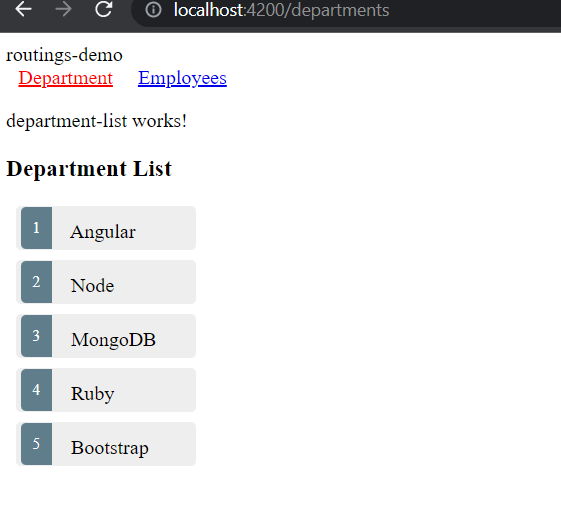 localhost:4200/departments
routings-demo
Department Employees
department-list works!
Department List
1 Angular
2 Node
3 MongoDB
4 Ruby
5 Bootstrap